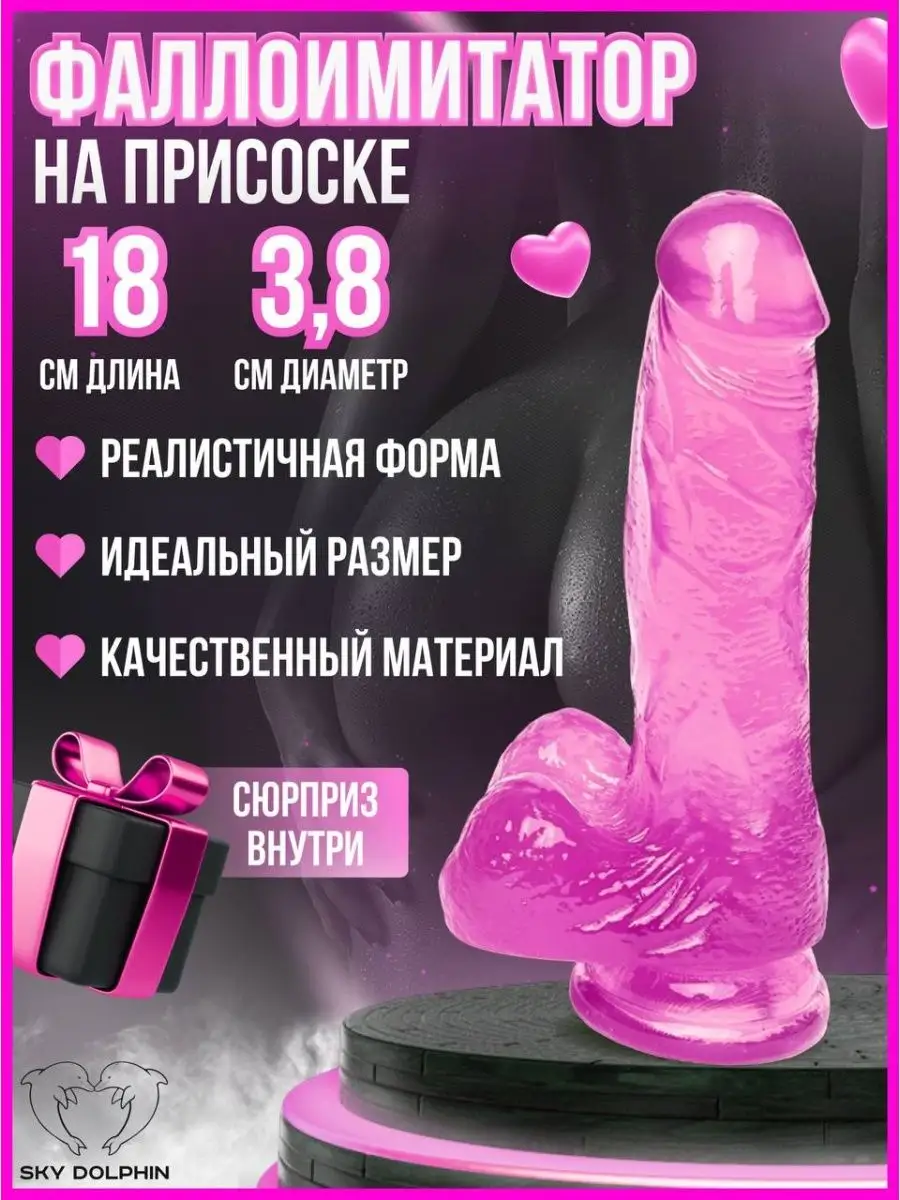 ФАЛЛОИМИТАТОР
НА ПРИСОСКЕ
18 3,8
СМ ДЛИНА СМ ДИАМЕТР
РЕАЛИСТИЧНАЯ ФОРМА
ИДЕАЛЬНЫЙ РАЗМЕР
КАЧЕСТВЕННЫЙ МАТЕРИАЛ
СЮРПРИЗ
ВНУТРИ
SKY DOLPHIN